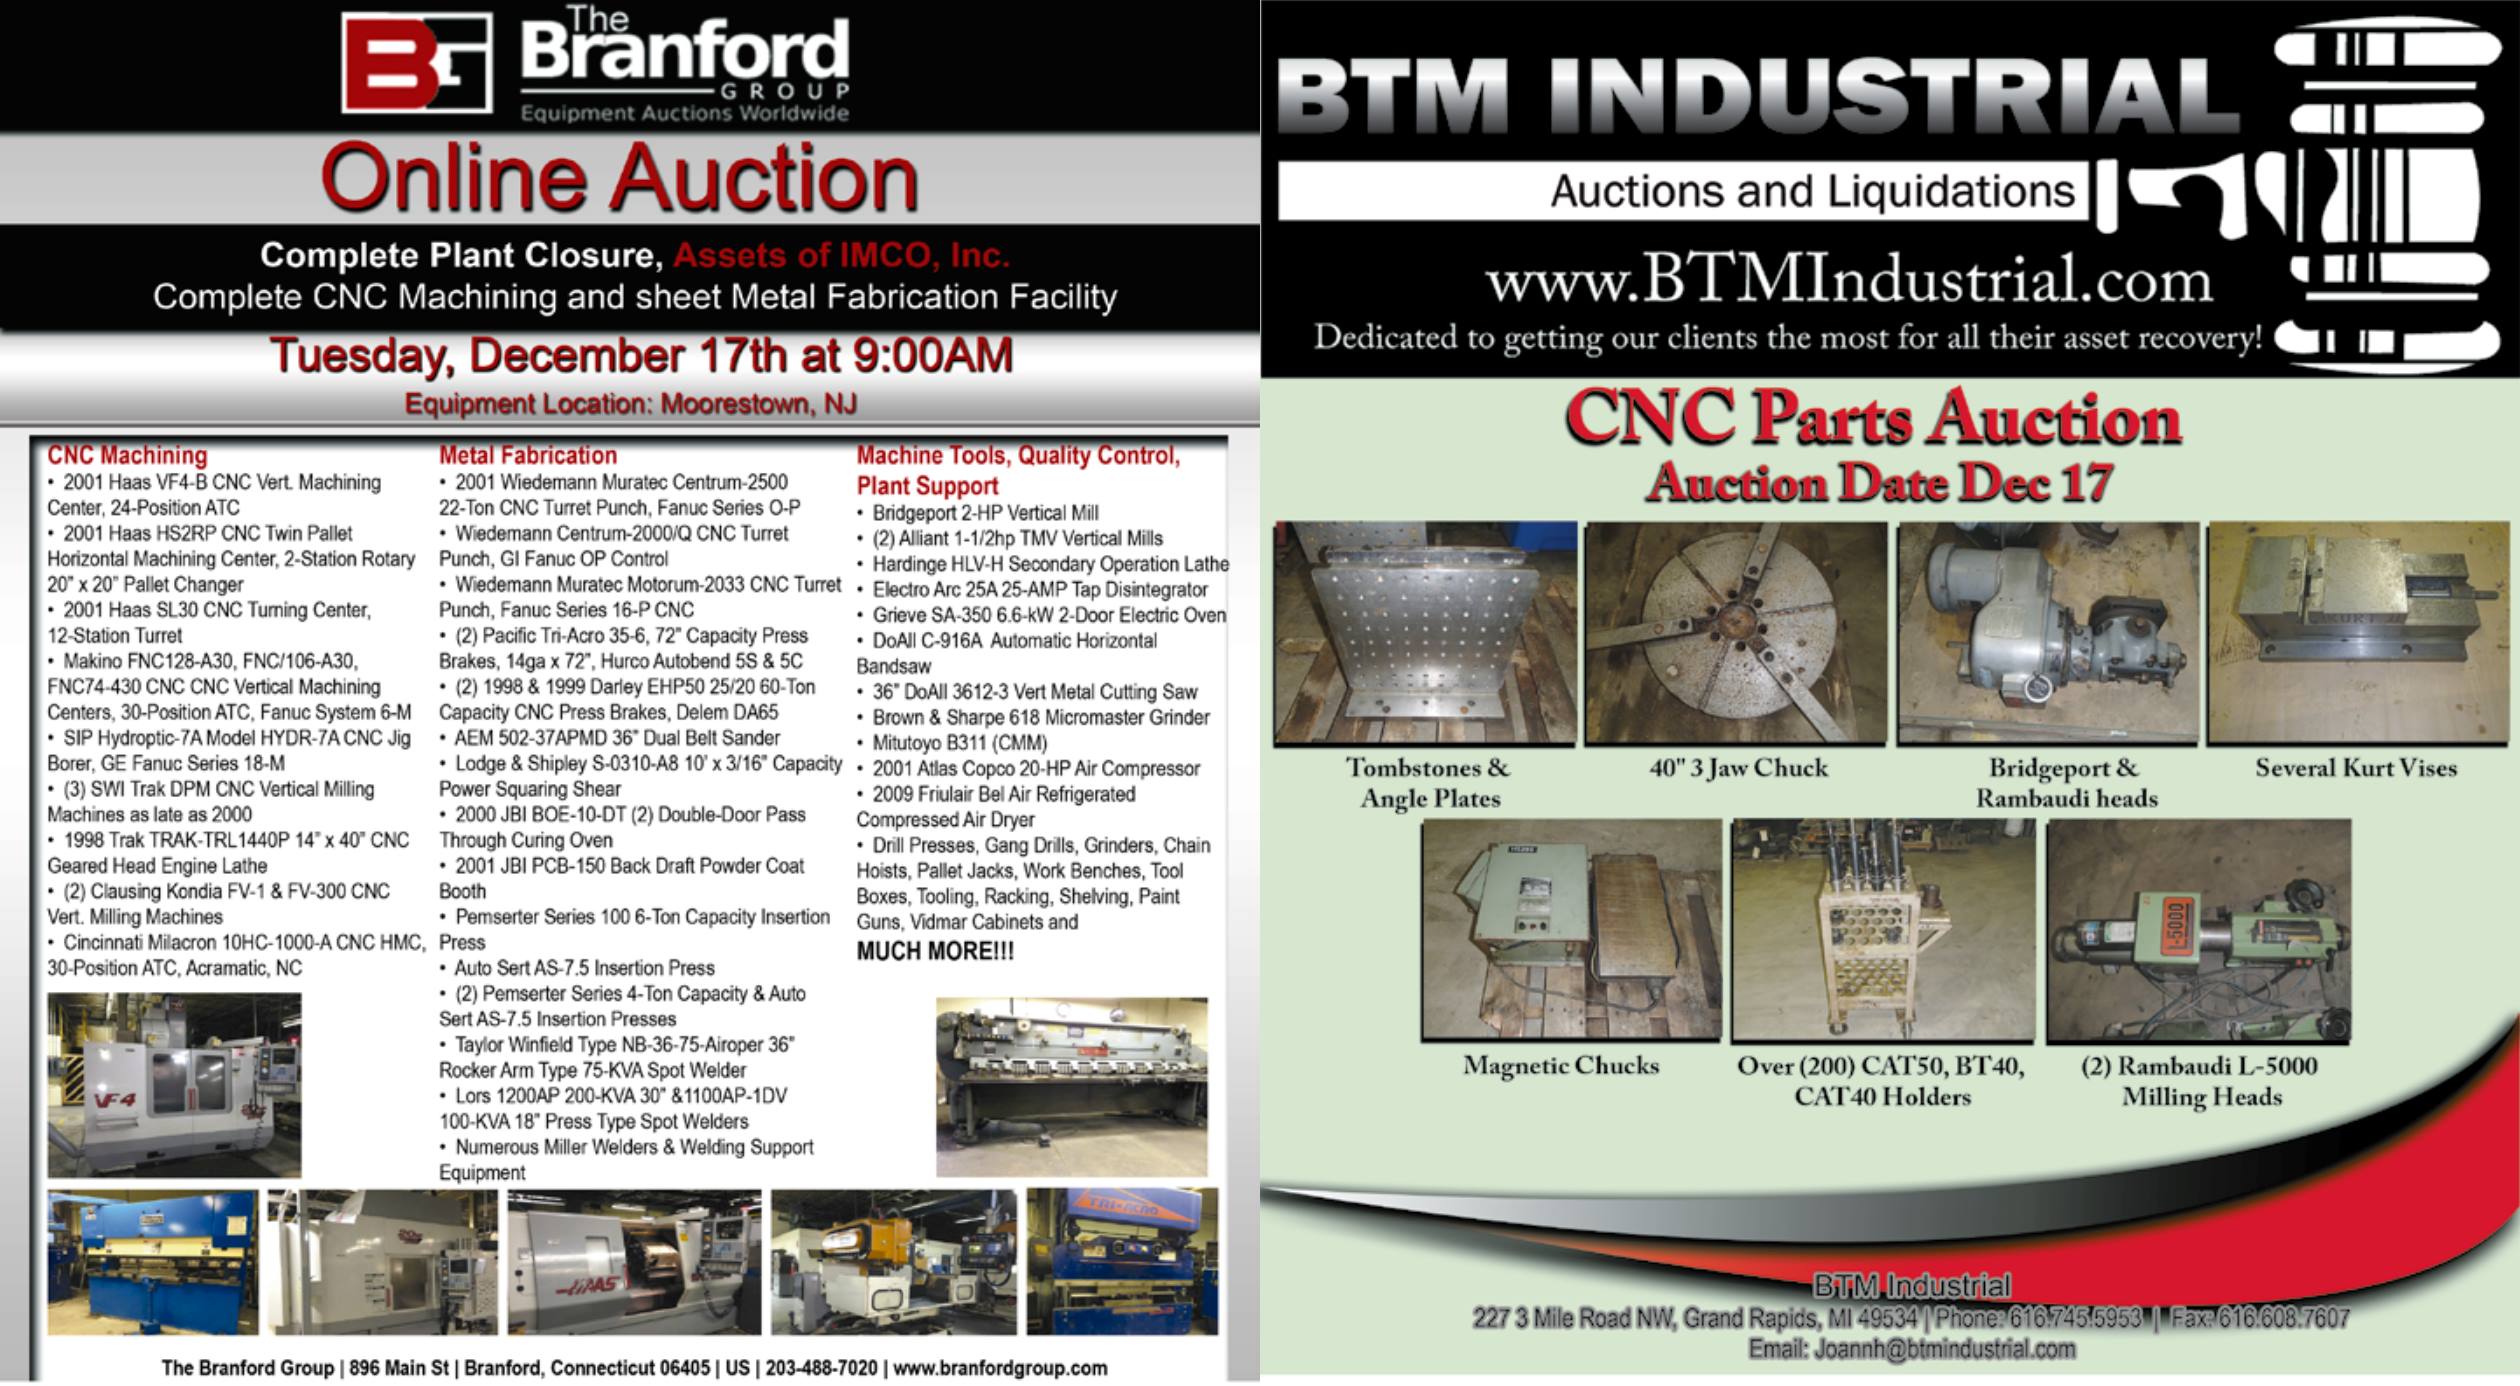 The
Branford
GROUP
Equipment Auctions Worldwide
Online Auction
Complete Plant Closure, Assets of IMCO, Inc.
Complete CNC Machining and sheet Metal Fabrication Facility
Tuesday, December 17th at 9:00AM
Equipment Location: Moorestown, NJ
CNC Machining
• 2001 Haas VF4-B CNC Vert. Machining
Center, 24-Position ATC
• 2001 Haas HS2RP CNC Twin Pallet
Horizontal Machining Center, 2-Station Rotary
20" x 20" Pallet Changer
• 2001 Haas SL30 CNC Turning Center,
12-Station Turret
• Makino FNC128-A30, FNC/106-A30,
FNC74-430 CNC CNC Vertical Machining
Centers, 30-Position ATC, Fanuc System 6-M
• SIP Hydroptic-7A Model HYDR-7A CNC Jig
Borer, GE Fanuc Series 18-M
• (3) SWI Trak DPM CNC Vertical Milling
Machines as late as 2000
• 1998 Trak TRAK-TRL1440P 14" x 40" CNC
Geared Head Engine Lathe
• (2) Clausing Kondia FV-1 & FV-300 CNC
Vert. Milling Machines
• Cincinnati Milacron 10HC-1000-A CNC HMC,
30-Position ATC, Acramatic, NC
VF4
Metal Fabrication
• 2001 Wiedemann Muratec Centrum-2500
22-Ton CNC Turret Punch, Fanuc Series O-P
• Wiedemann Centrum-2000/Q CNC Turret
Punch, GI Fanuc OP Control
• Wiedemann Muratec Motorum-2033 CNC Turret
Punch, Fanuc Series 16-P CNC
• (2) Pacific Tri-Acro 35-6, 72" Capacity Press
Brakes, 14ga x 72", Hurco Autobend 5S & 5C
• (2) 1998 & 1999 Darley EHP50 25/20 60-Ton
Capacity CNC Press Brakes, Delem DA65
• AEM 502-37APMD 36" Dual Belt Sander
• Lodge & Shipley S-0310-A8 10' x 3/16" Capacity
Power Squaring Shear
• 2000 JBI BOE-10-DT (2) Double-Door Pass
Through Curing Oven
• 2001 JBI PCB-150 Back Draft Powder Coat
Booth
• Pemserter Series 100 6-Ton Capacity Insertion
Press
• Auto Sert AS-7.5 Insertion Press
• (2) Pemserter Series 4-Ton Capacity & Auto
Sert AS-7.5 Insertion Presses
• Taylor Winfield Type NB-36-75-Airoper 36"
Rocker Arm Type 75-KVA Spot Welder
• Lors 1200AP 200-KVA 30" &1100AP-1DV
100-KVA 18" Press Type Spot Welders
• Numerous Miller Welders & Welding Support
Equipment
Machine Tools, Quality Control,
Plant Support
• Bridgeport 2-HP Vertical Mill
• (2) Alliant 1-1/2hp TMV Vertical Mills
• Hardinge HLV-H Secondary Operation Lathe
• Electro Arc 25A 25-AMP Tap Disintegrator
• Grieve SA-350 6.6-kW 2-Door Electric Oven
• DoAll C-916A Automatic Horizontal
Bandsaw
• 36" DoAll 3612-3 Vert Metal Cutting Saw
• Brown & Sharpe 618 Micromaster Grinder
• Mitutoyo B311 (CMM)
• 2001 Atlas Copco 20-HP Air Compressor
• 2009 Friulair Bel Air Refrigerated
Compressed Air Dryer
• Drill Presses, Gang Drills, Grinders, Chain
Hoists, Pallet Jacks, Work Benches, Tool
Boxes, Tooling, Racking, Shelving, Paint
Guns, Vidmar Cabinets and
MUCH MORE!!!
HAAS
TRI-ACRO
The Branford Group | 896 Main St | Branford, Connecticut 06405 | US | 203-488-7020 | www.branfordgroup.com
BTM INDUSTRIAL
Auctions and Liquidations
www.BTMIndustrial.com
Dedicated to getting our clients the most for all their asset recovery!
CNC Parts Auction
Auction Date Dec 17
KURT
Tombstones &
Angle Plates
40" 3 Jaw Chuck
Bridgeport &
Rambaudi heads
Several Kurt Vises
L-5000
Magnetic Chucks
Over (200) CAT50, BT40,
CAT40 Holders
(2) Rambaudi L-5000
Milling Heads
BTM Industrial
227 3 Mile Road NW, Grand Rapids, MI 49534 | Phone: 616.745.5953 | Fax: 616.608.7607
Email: Joannh@btmindustrial.com